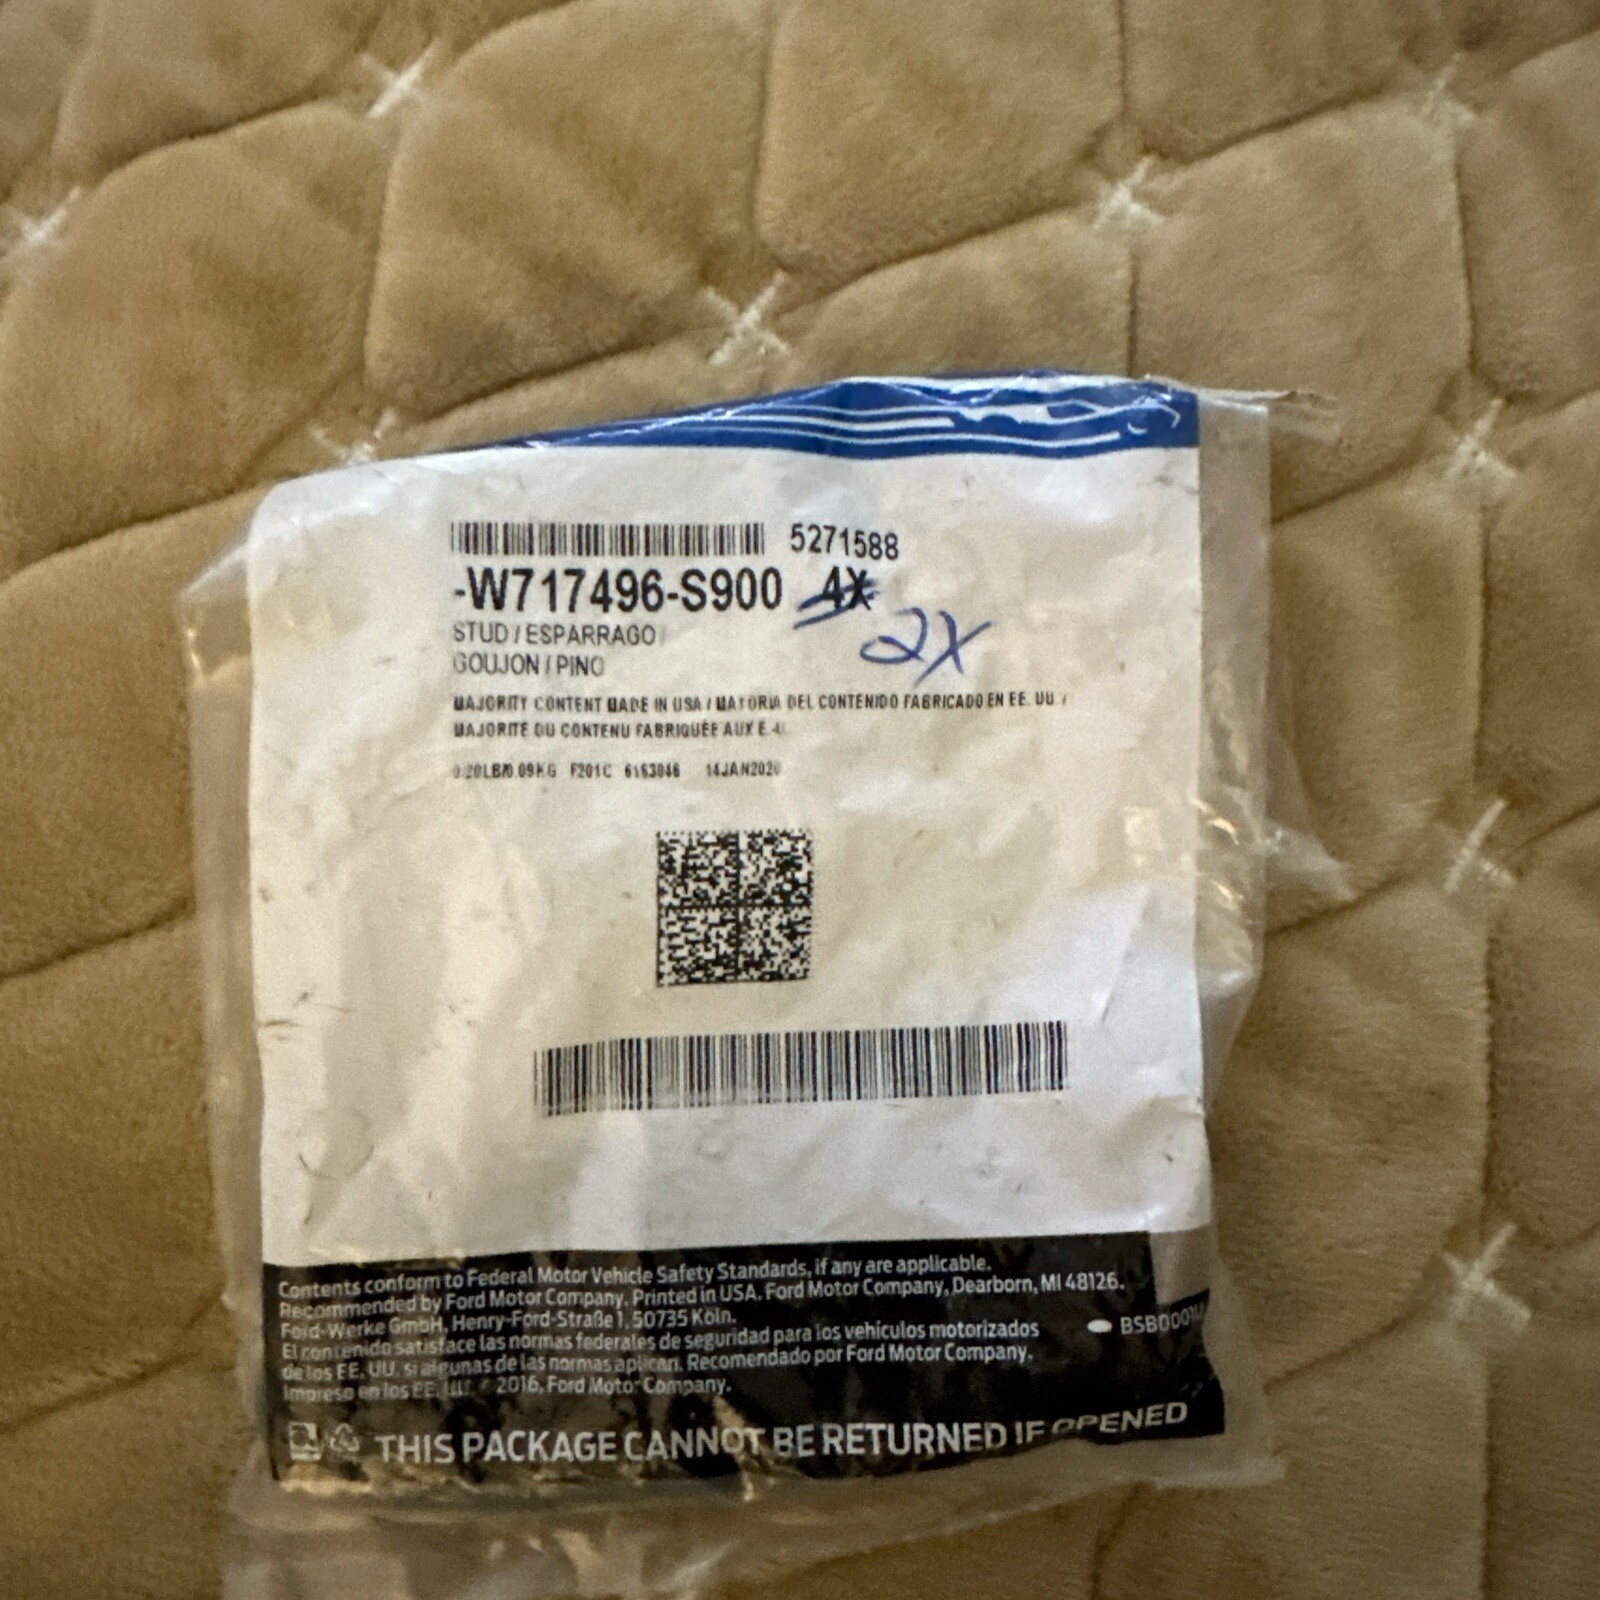 5271588
-W717496-S900 4X
2X
STUD / ESPARRAGO
GOUJON / PINO
MAJORITY CONTENT MADE IN USA / MAYORIA DEL CONTENIDO FABRICADO EN EE. UU. /
MAJORITE DU CONTENU FABRIQUÉE AUX E.
0.20LB/0.09KG F201C 6163046 14JAN2020
Contents conform to Federal Motor Vehicle Safety Standards, if any are applicable.
Recommended by Ford Motor Company. Printed in USA. Ford Motor Company, Dearborn, MI 48126.
Ford-Werke GmbH, Henry-Ford-Straße 1, 50735 Köln.
El contenido satisface las normas federales de seguridad para los vehículos motorizados
de los EE. UU. si algunas de las normas aplican. Recomendado por Ford Motor Company.
Impreso en los EE. UU. © 2016, Ford Motor Company.
THIS PACKAGE CANNOT BE RETURNED IF OPENED